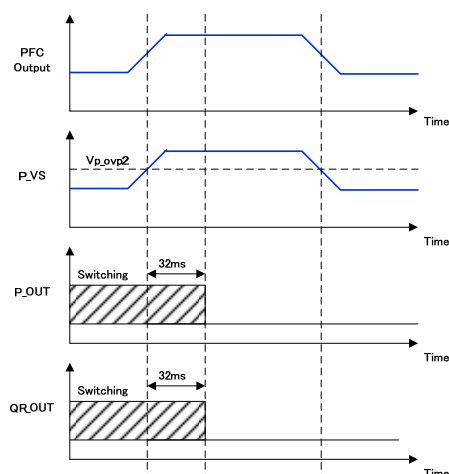 PFC
Output
Time
Vp_ovp2
P_VS
Time
Switching
32ms
P_OUT
Time
Switching
32ms
QR_OUT
Time